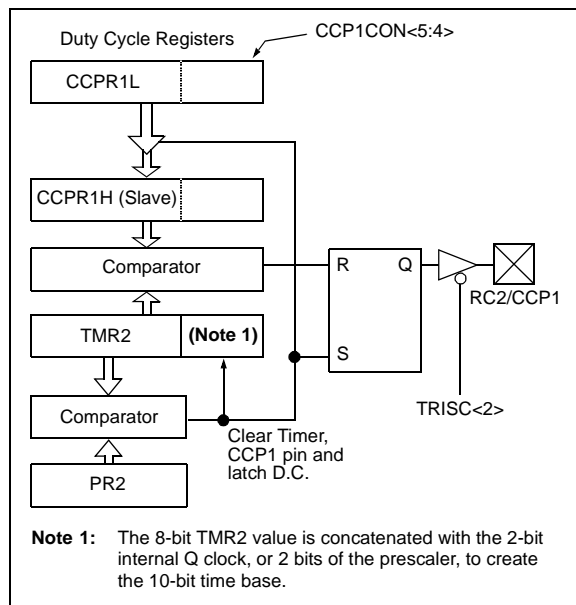 Duty Cycle Registers
CCP1CON<5:4>
CCPR1L
CCPR1H (Slave)
Comparator
R
Q
RC2/CCP1
TMR2
(Note 1)
S
TRISC<2>
Comparator
Clear Timer,
CCP1 pin and
latch D.C.
PR2
Note 1: The 8-bit TMR2 value is concatenated with the 2-bit
internal Q clock, or 2 bits of the prescaler, to create
the 10-bit time base.